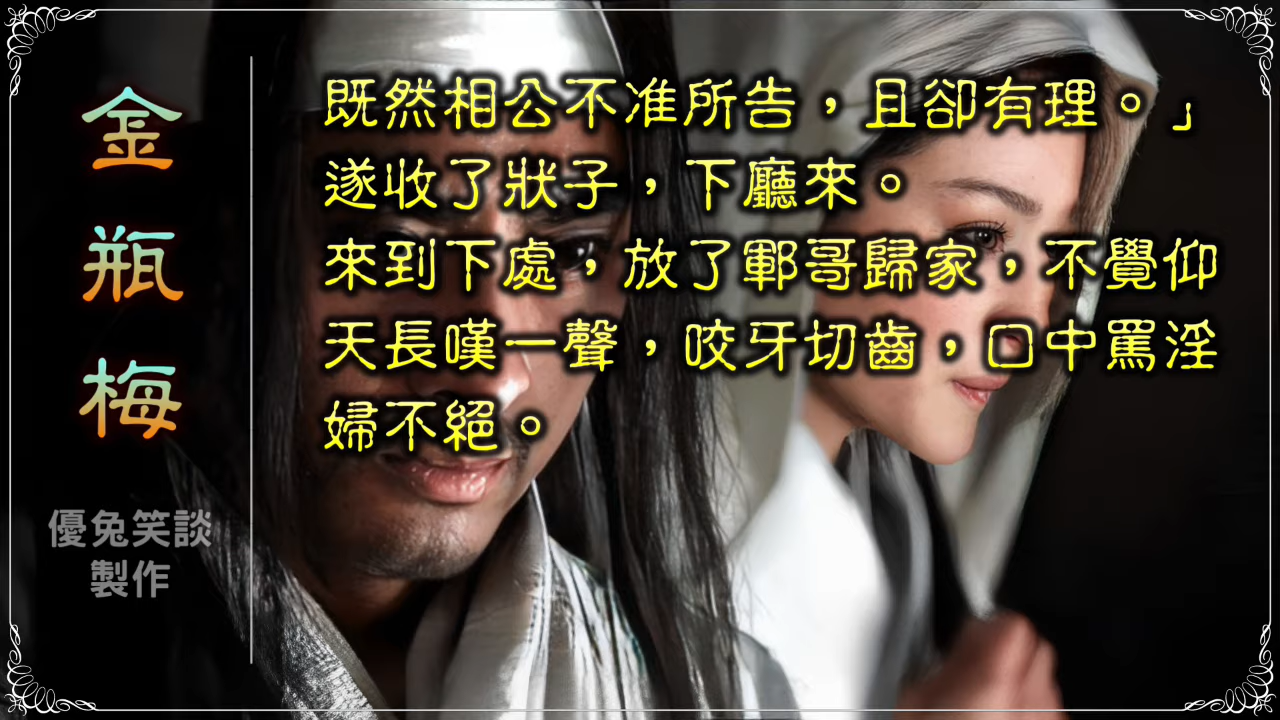 金瓶梅
優兔笑談
製作
既然相公不准所告，且卻有理。」
遂收了狀子，下廳來。
來到下處，放了鄆哥歸家，不覺仰
天長嘆一聲，咬牙切齒，口中罵淫
婦不絕。